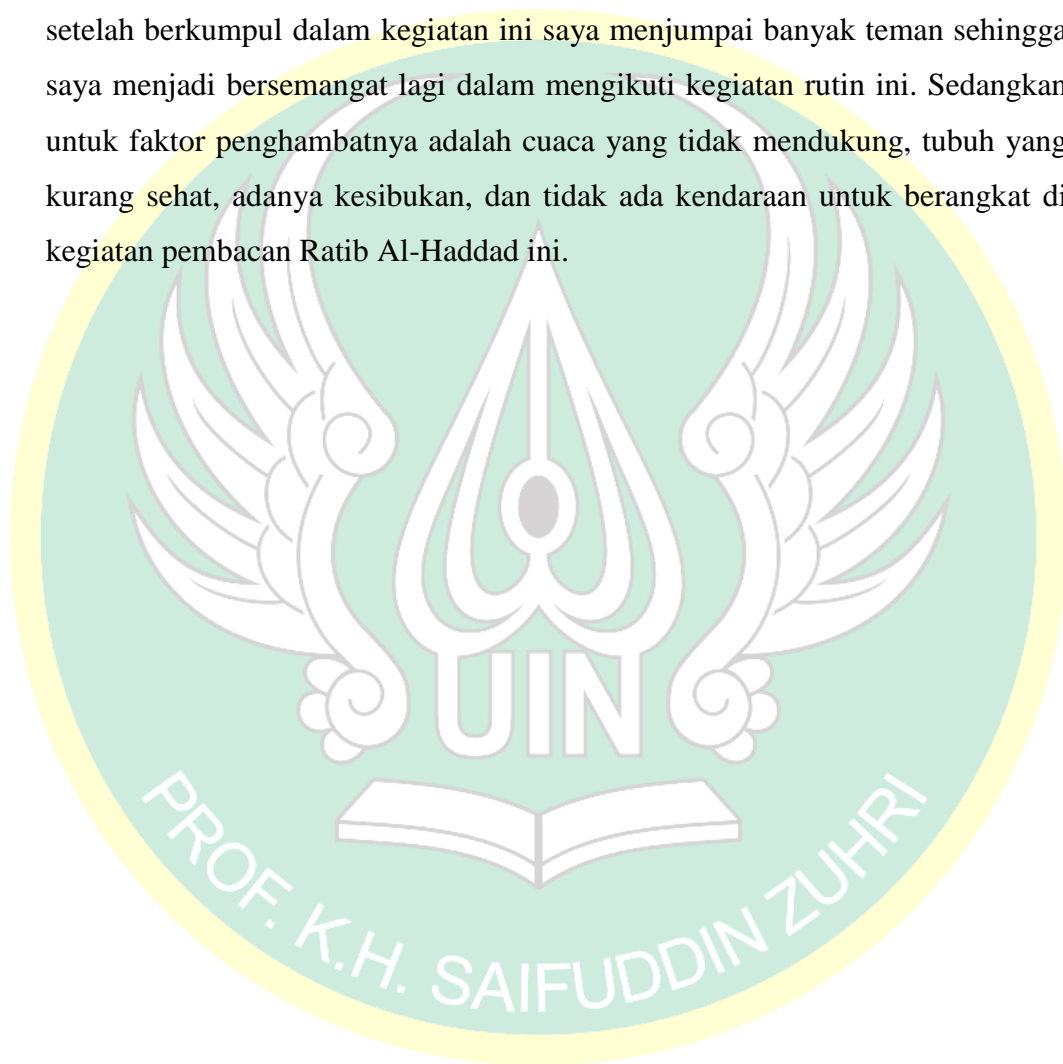 setelah berkumpul dalam kegiatan ini saya menjumpai banyak teman sehingga
saya menjadi bersemangat lagi dalam mengikuti kegiatan rutin ini. Sedangkan
untuk faktor penghambatnya adalah cuaca yang tidak mendukung, tubuh yang
kurang sehat, adanya kesibukan, dan tidak ada kendaraan untuk berangkat di
kegiatan pembacan Ratib Al-Haddad ini.
UIN
PROF. K.H. SAIFUDDIN ZUHRI